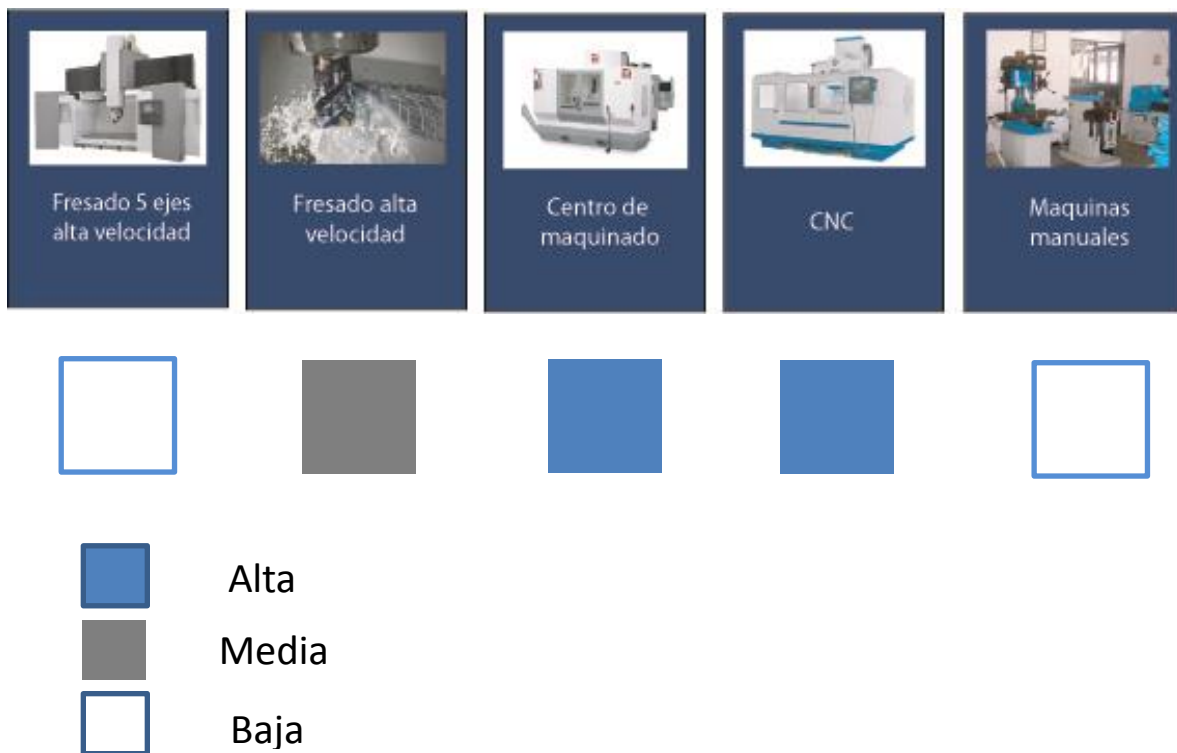 Fresado 5 ejes
alta velocidad
Fresado alta
velocidad
Centro de
maquinado
CNC
Maquinas
manuales
Alta
Media
Baja